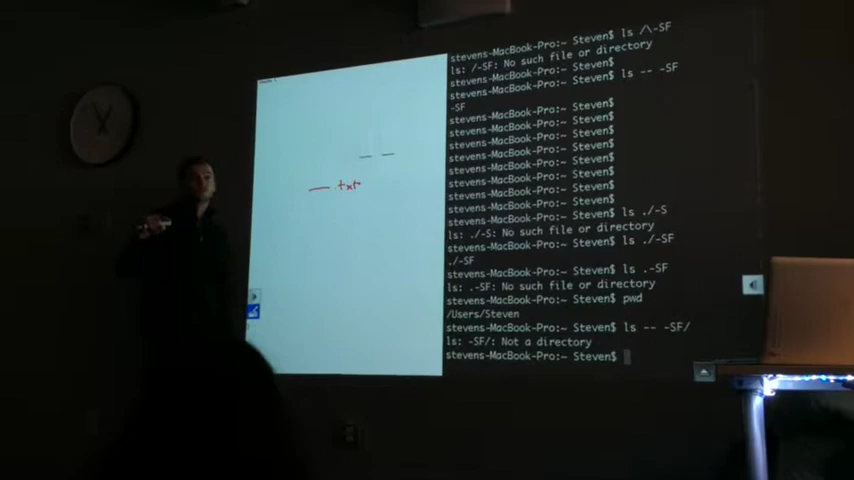 — .txt
— —
stevens-MacBook-Pro:~ Steven$ ls /\-SF
ls: /-SF: No such file or directory
stevens-MacBook-Pro:~ Steven$
stevens-MacBook-Pro:~ Steven$ ls -- -SF
-SF
stevens-MacBook-Pro:~ Steven$
stevens-MacBook-Pro:~ Steven$
stevens-MacBook-Pro:~ Steven$
stevens-MacBook-Pro:~ Steven$
stevens-MacBook-Pro:~ Steven$
stevens-MacBook-Pro:~ Steven$
stevens-MacBook-Pro:~ Steven$
stevens-MacBook-Pro:~ Steven$
stevens-MacBook-Pro:~ Steven$ ls ./-S
ls: ./-S: No such file or directory
stevens-MacBook-Pro:~ Steven$ ls ./-SF
./-SF
stevens-MacBook-Pro:~ Steven$ ls .-SF
ls: .-SF: No such file or directory
stevens-MacBook-Pro:~ Steven$ pwd
/Users/Steven
stevens-MacBook-Pro:~ Steven$ ls -- -SF/
ls: -SF/: Not a directory
stevens-MacBook-Pro:~ Steven$